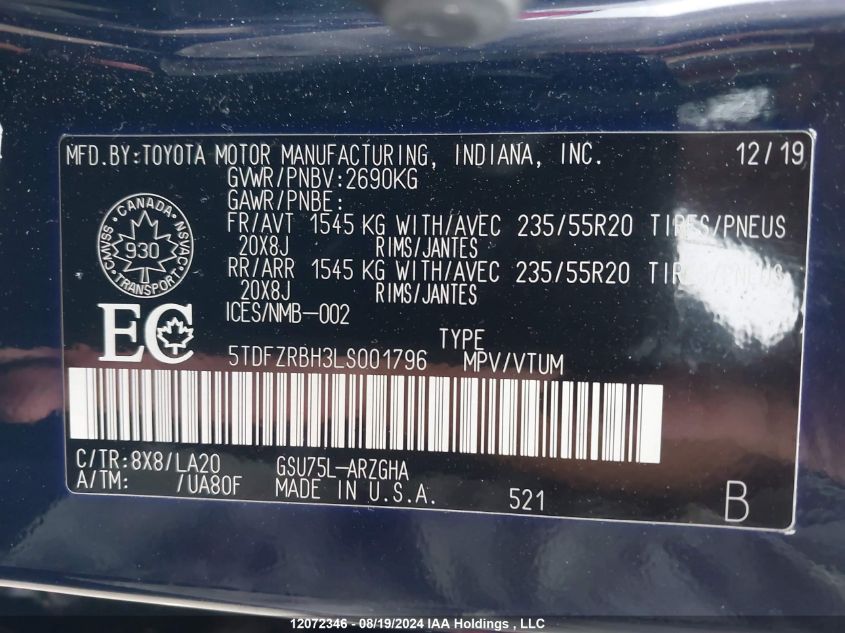 MFD.BY:TOYOTA MOTOR MANUFACTURING, INDIANA, INC. 12/19
GVWR/PNBV:2690KG
GAWR/PNBE:
FR/AVT 1545 KG WITH/AVEC 235/55R20 TIRES/PNEUS
20X8J RIMS/JANTES
RR/ARR 1545 KG WITH/AVEC 235/55R20 TIRES/PNEUS
20X8J RIMS/JANTES
ICES/NMB-002
CANADA
CMVSS NSVAC
930
TRANSPORT
EC
TYPE
5TDFZRBH3LS001796 MPV/VTUM
C/TR:8X8/LA20 GSU75L-ARZGHA
A/TM: /UA80F MADE IN U.S.A. 521 B
12072346 - 08/19/2024 IAA Holdings , LLC